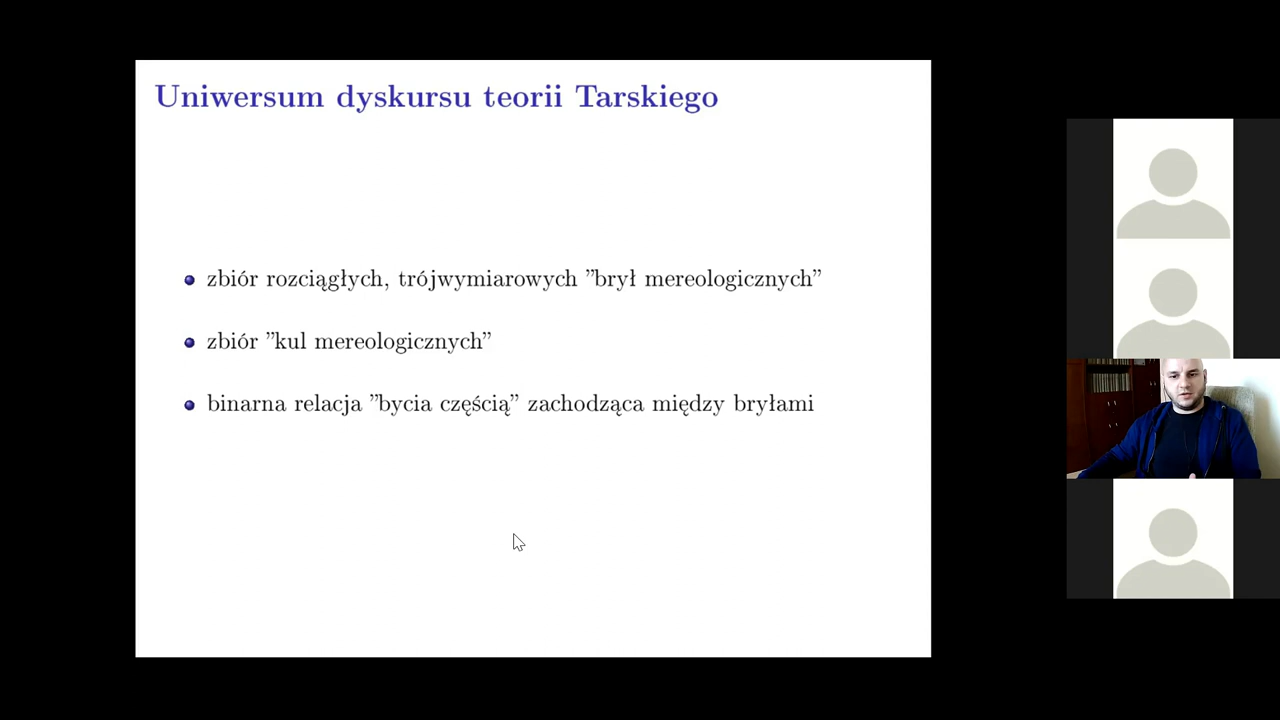 Uniwersum dyskursu teorii Tarskiego
zbiór rozciągłych, trójwymiarowych ”brył mereologicznych”
zbiór ”kul mereologicznych”
binarna relacja ”bycia częścią” zachodząca między bryłami